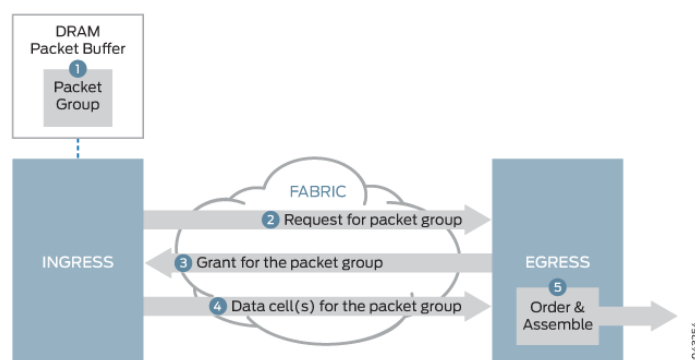 DRAM
Packet Buffer
1
Packet
Group
FABRIC
2 Request for packet group
INGRESS
3 Grant for the packet group
EGRESS
4 Data cell(s) for the packet group
5
Order &
Assemble